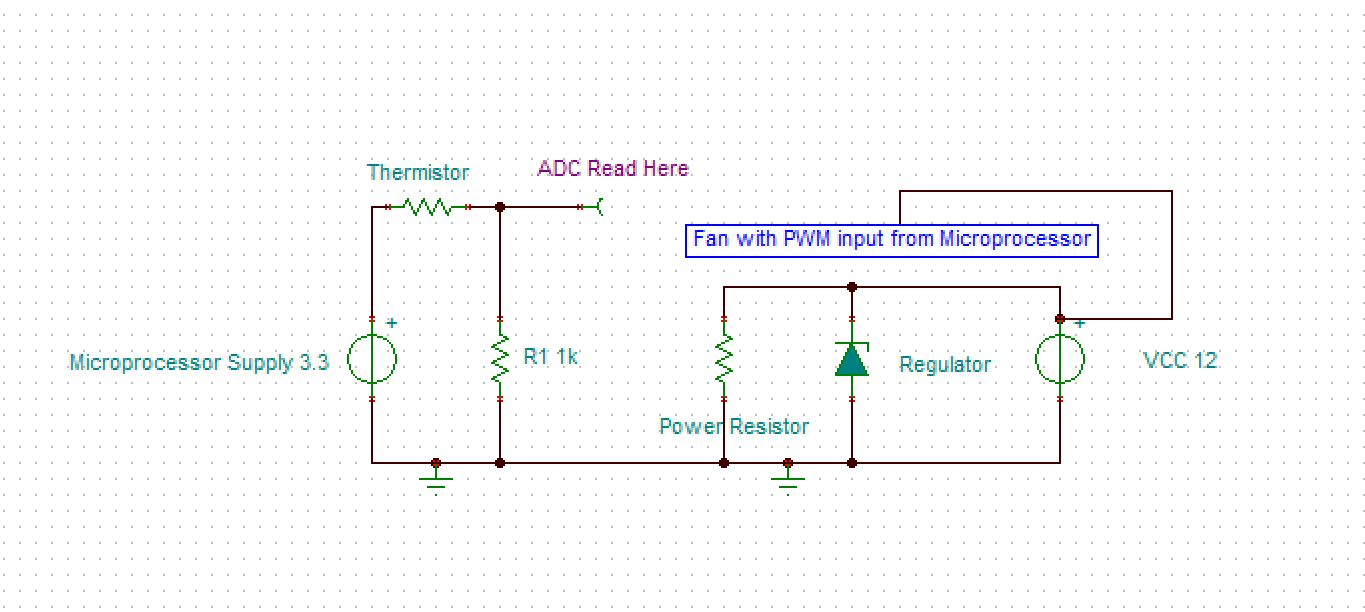 Thermistor
ADC Read Here
Fan with PWM input from Microprocessor
+
+
Microprocessor Supply 3.3
R1 1k
Regulator
VCC 12
Power Resistor